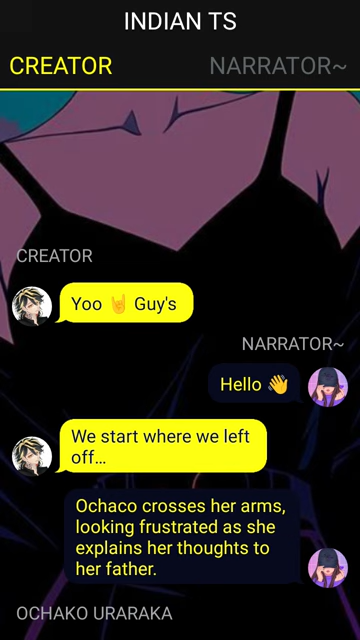 INDIAN TS
CREATOR NARRATOR~
CREATOR
Yoo 🤘 Guy's
NARRATOR~
Hello 👋
We start where we left
off...
Ochaco crosses her arms,
looking frustrated as she
explains her thoughts to
her father.
OCHAKO URARAKA